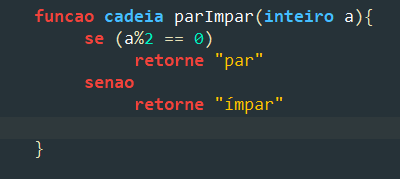 funcao cadeia parImpar(inteiro a){
se (a%2 == 0)
retorne "par"
senao
retorne "ímpar"
}